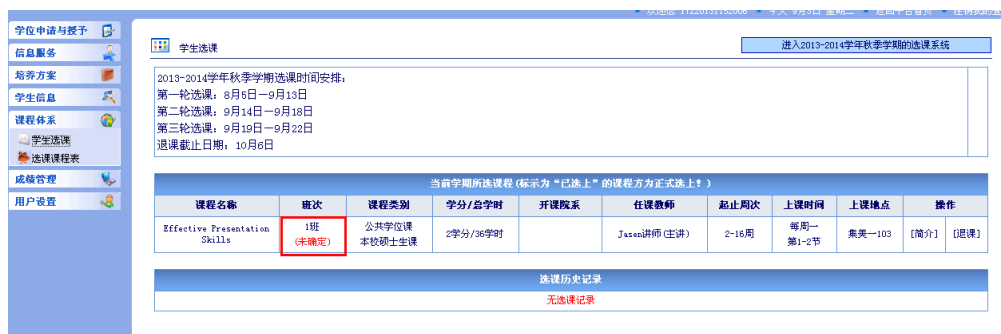 学位申请与授予
信息服务
培养方案
学生信息
课程体系
学生选课
选课课程表
成绩管理
用户设置
学生选课
进入2013-2014学年秋季学期的选课系统
2013-2014学年秋季学期选课时间安排：
第一轮选课：8月5日—9月13日
第二轮选课：9月14日—9月18日
第三轮选课：9月19日—9月22日
退课截止日期：10月6日
当前学期所选课程(标示为“已选上”的课程方为正式选上！)
课程名称 班次 课程类别 学分/总学时 开课院系 任课教师 起止周次 上课时间 上课地点 操作
Effective Presentation Skills 1班 (未确定) 公共学位课 本校硕士生课 2学分/36学时 Jazen讲师(主讲) 2-16周 每周一 第1-2节 集美一103 [简介] [退课]
选课历史记录
无选课记录